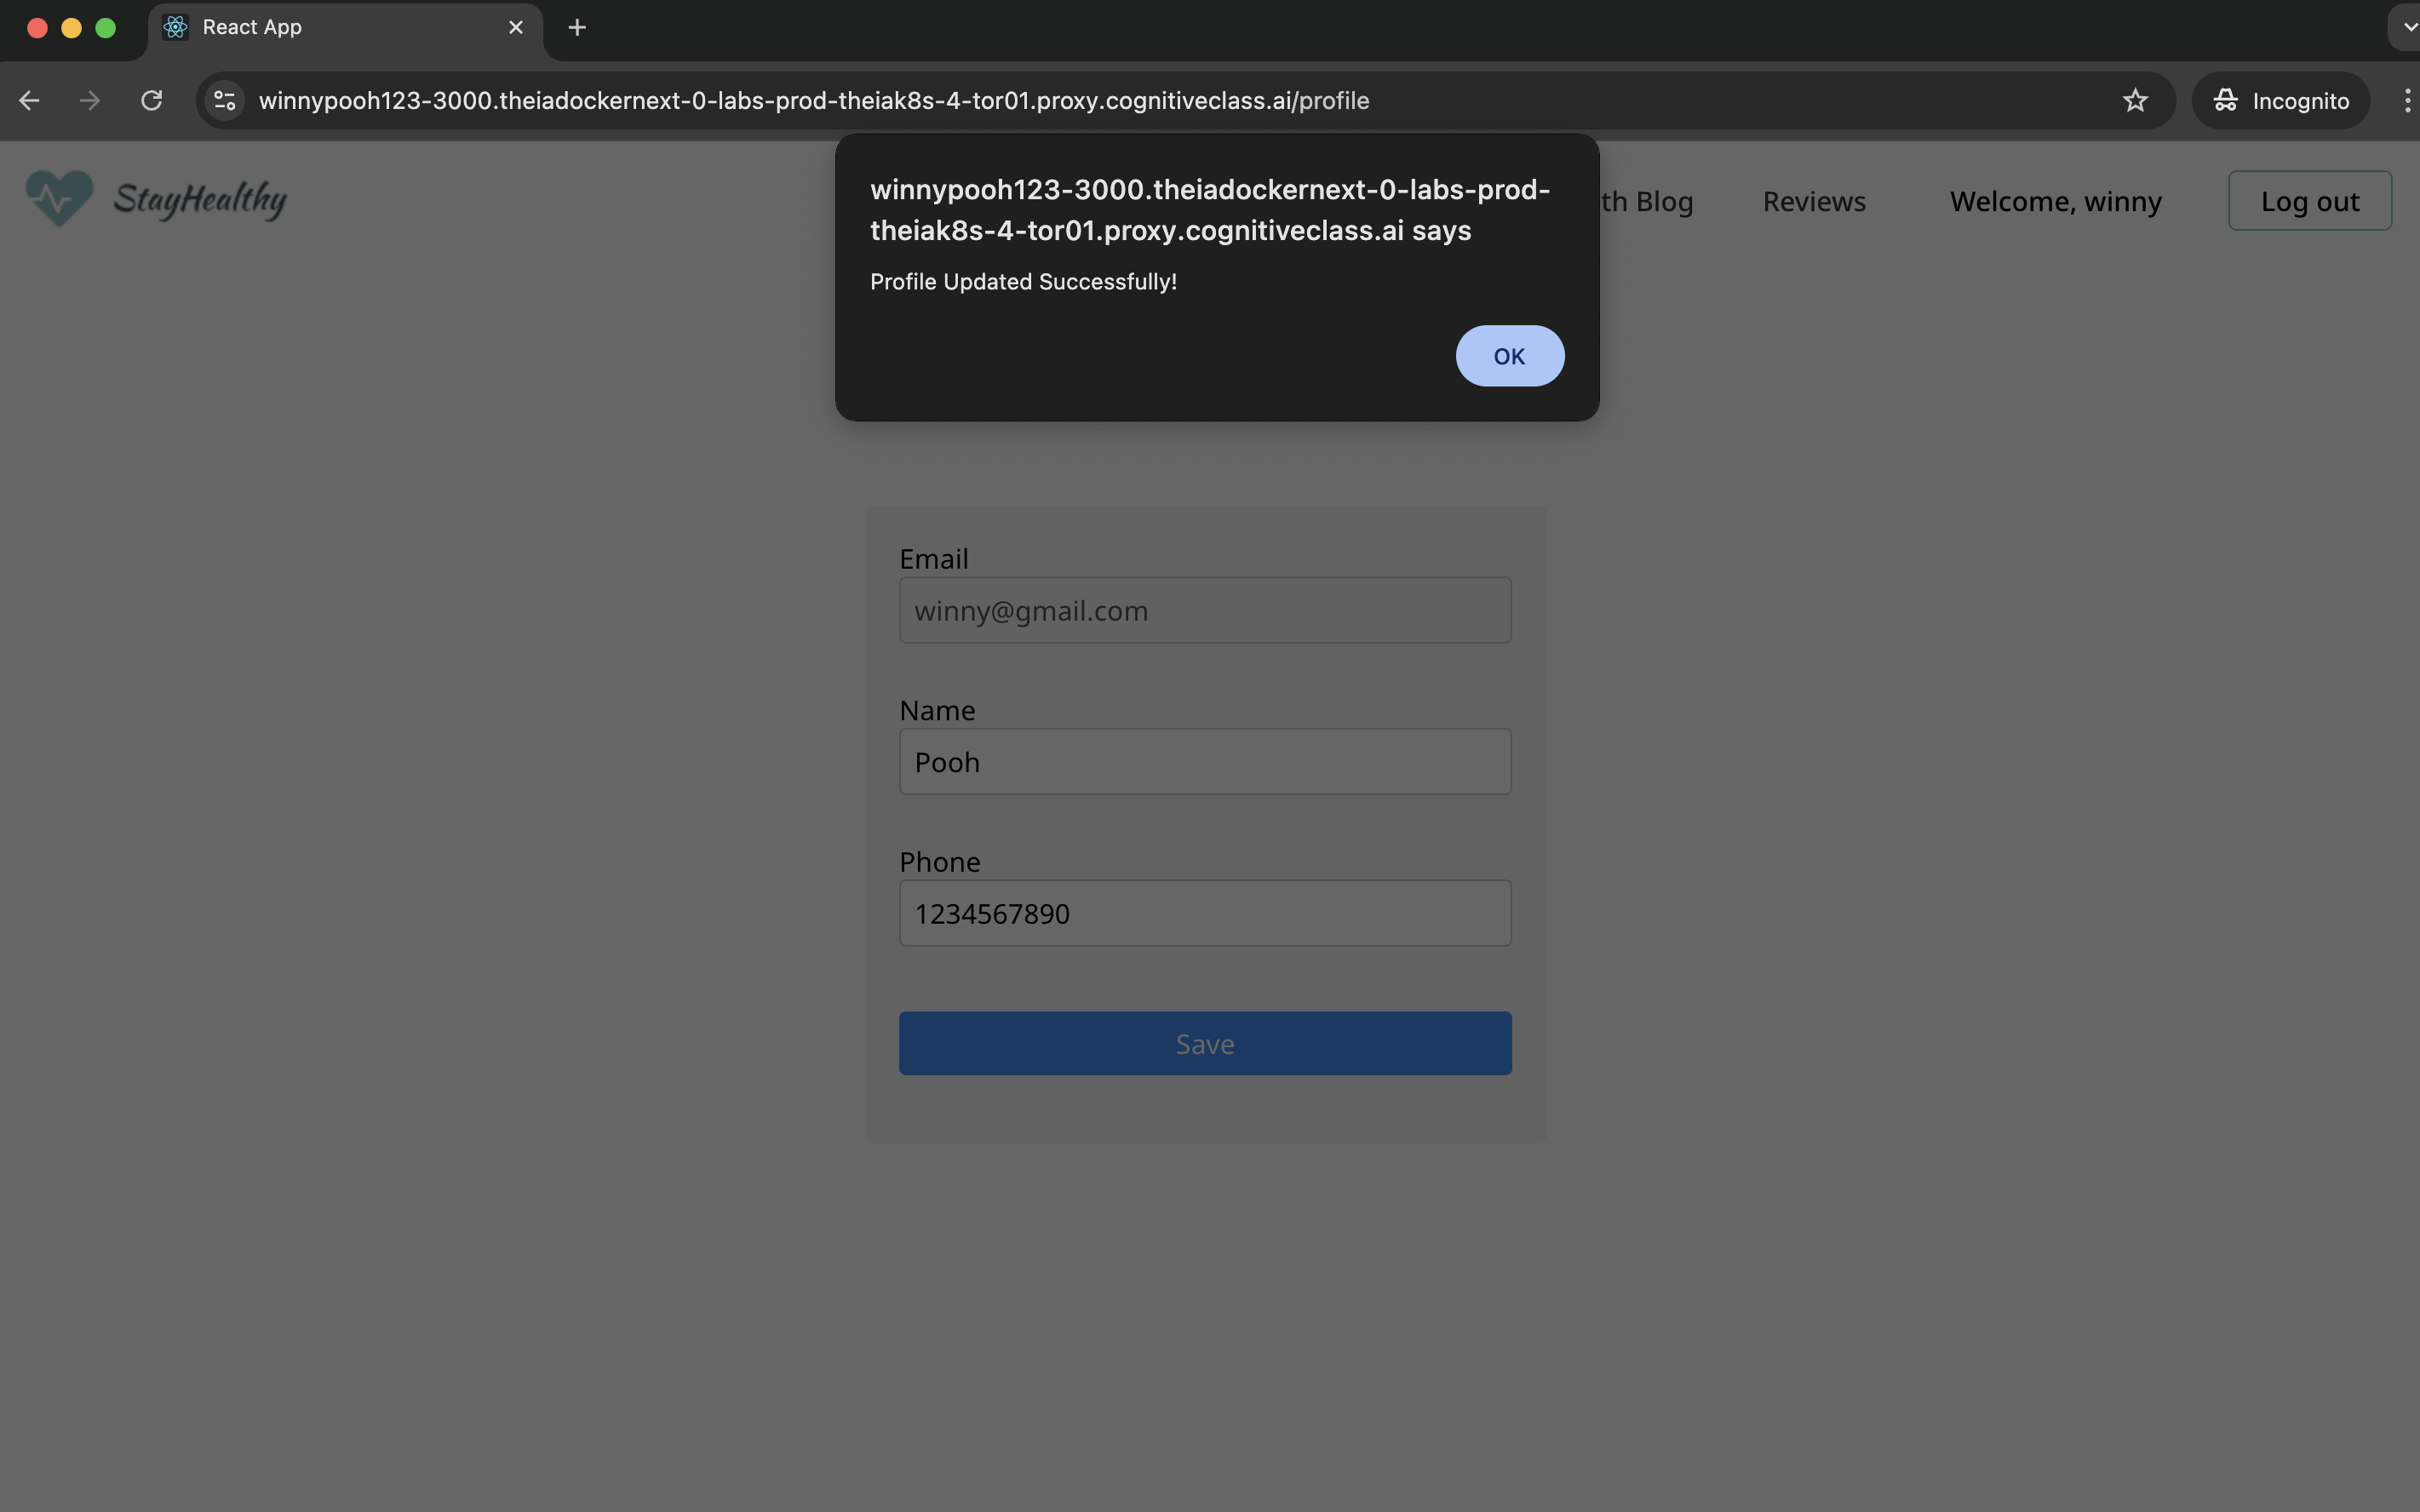 React App
winnypooh123-3000.theiadockernext-0-labs-prod-theiak8s-4-tor01.proxy.cognitiveclass.ai/profile
Incognito
winnypooh123-3000.theiadockernext-0-labs-prod-
theiak8s-4-tor01.proxy.cognitiveclass.ai says
Profile Updated Successfully!
OK
StayHealthy
th Blog
Reviews
Welcome, winny
Log out
Email
winny@gmail.com
Name
Pooh
Phone
1234567890
Save